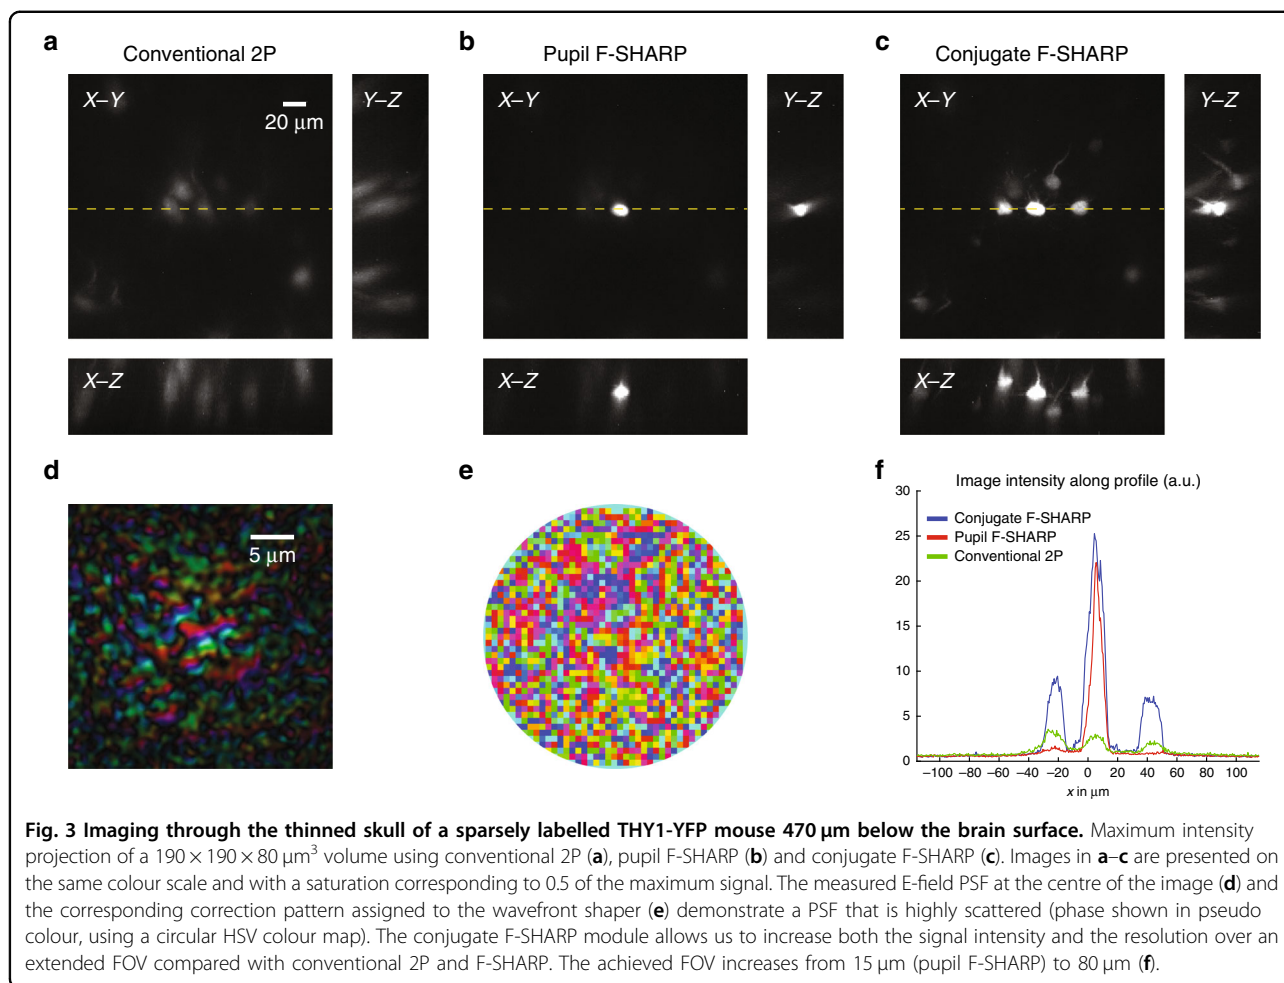 a
Conventional 2P
X–Y
20 µm
Y–Z
X–Z
b
Pupil F-SHARP
X–Y
Y–Z
X–Z
c
Conjugate F-SHARP
X–Y
Y–Z
X–Z
d
5 µm
e
f
Image intensity along profile (a.u.)
30
25
20
15
10
5
0
Conjugate F-SHARP
Pupil F-SHARP
Conventional 2P
–100 –80 –60 –40 –20 0 20 40 60 80 100
x in µm
Fig. 3 Imaging through the thinned skull of a sparsely labelled THY1-YFP mouse 470 µm below the brain surface. Maximum intensity
projection of a 190 × 190 × 80 µm³ volume using conventional 2P (a), pupil F-SHARP (b) and conjugate F-SHARP (c). Images in a–c are presented on
the same colour scale and with a saturation corresponding to 0.5 of the maximum signal. The measured E-field PSF at the centre of the image (d) and
the corresponding correction pattern assigned to the wavefront shaper (e) demonstrate a PSF that is highly scattered (phase shown in pseudo
colour, using a circular HSV colour map). The conjugate F-SHARP module allows us to increase both the signal intensity and the resolution over an
extended FOV compared with conventional 2P and F-SHARP. The achieved FOV increases from 15 µm (pupil F-SHARP) to 80 µm (f).